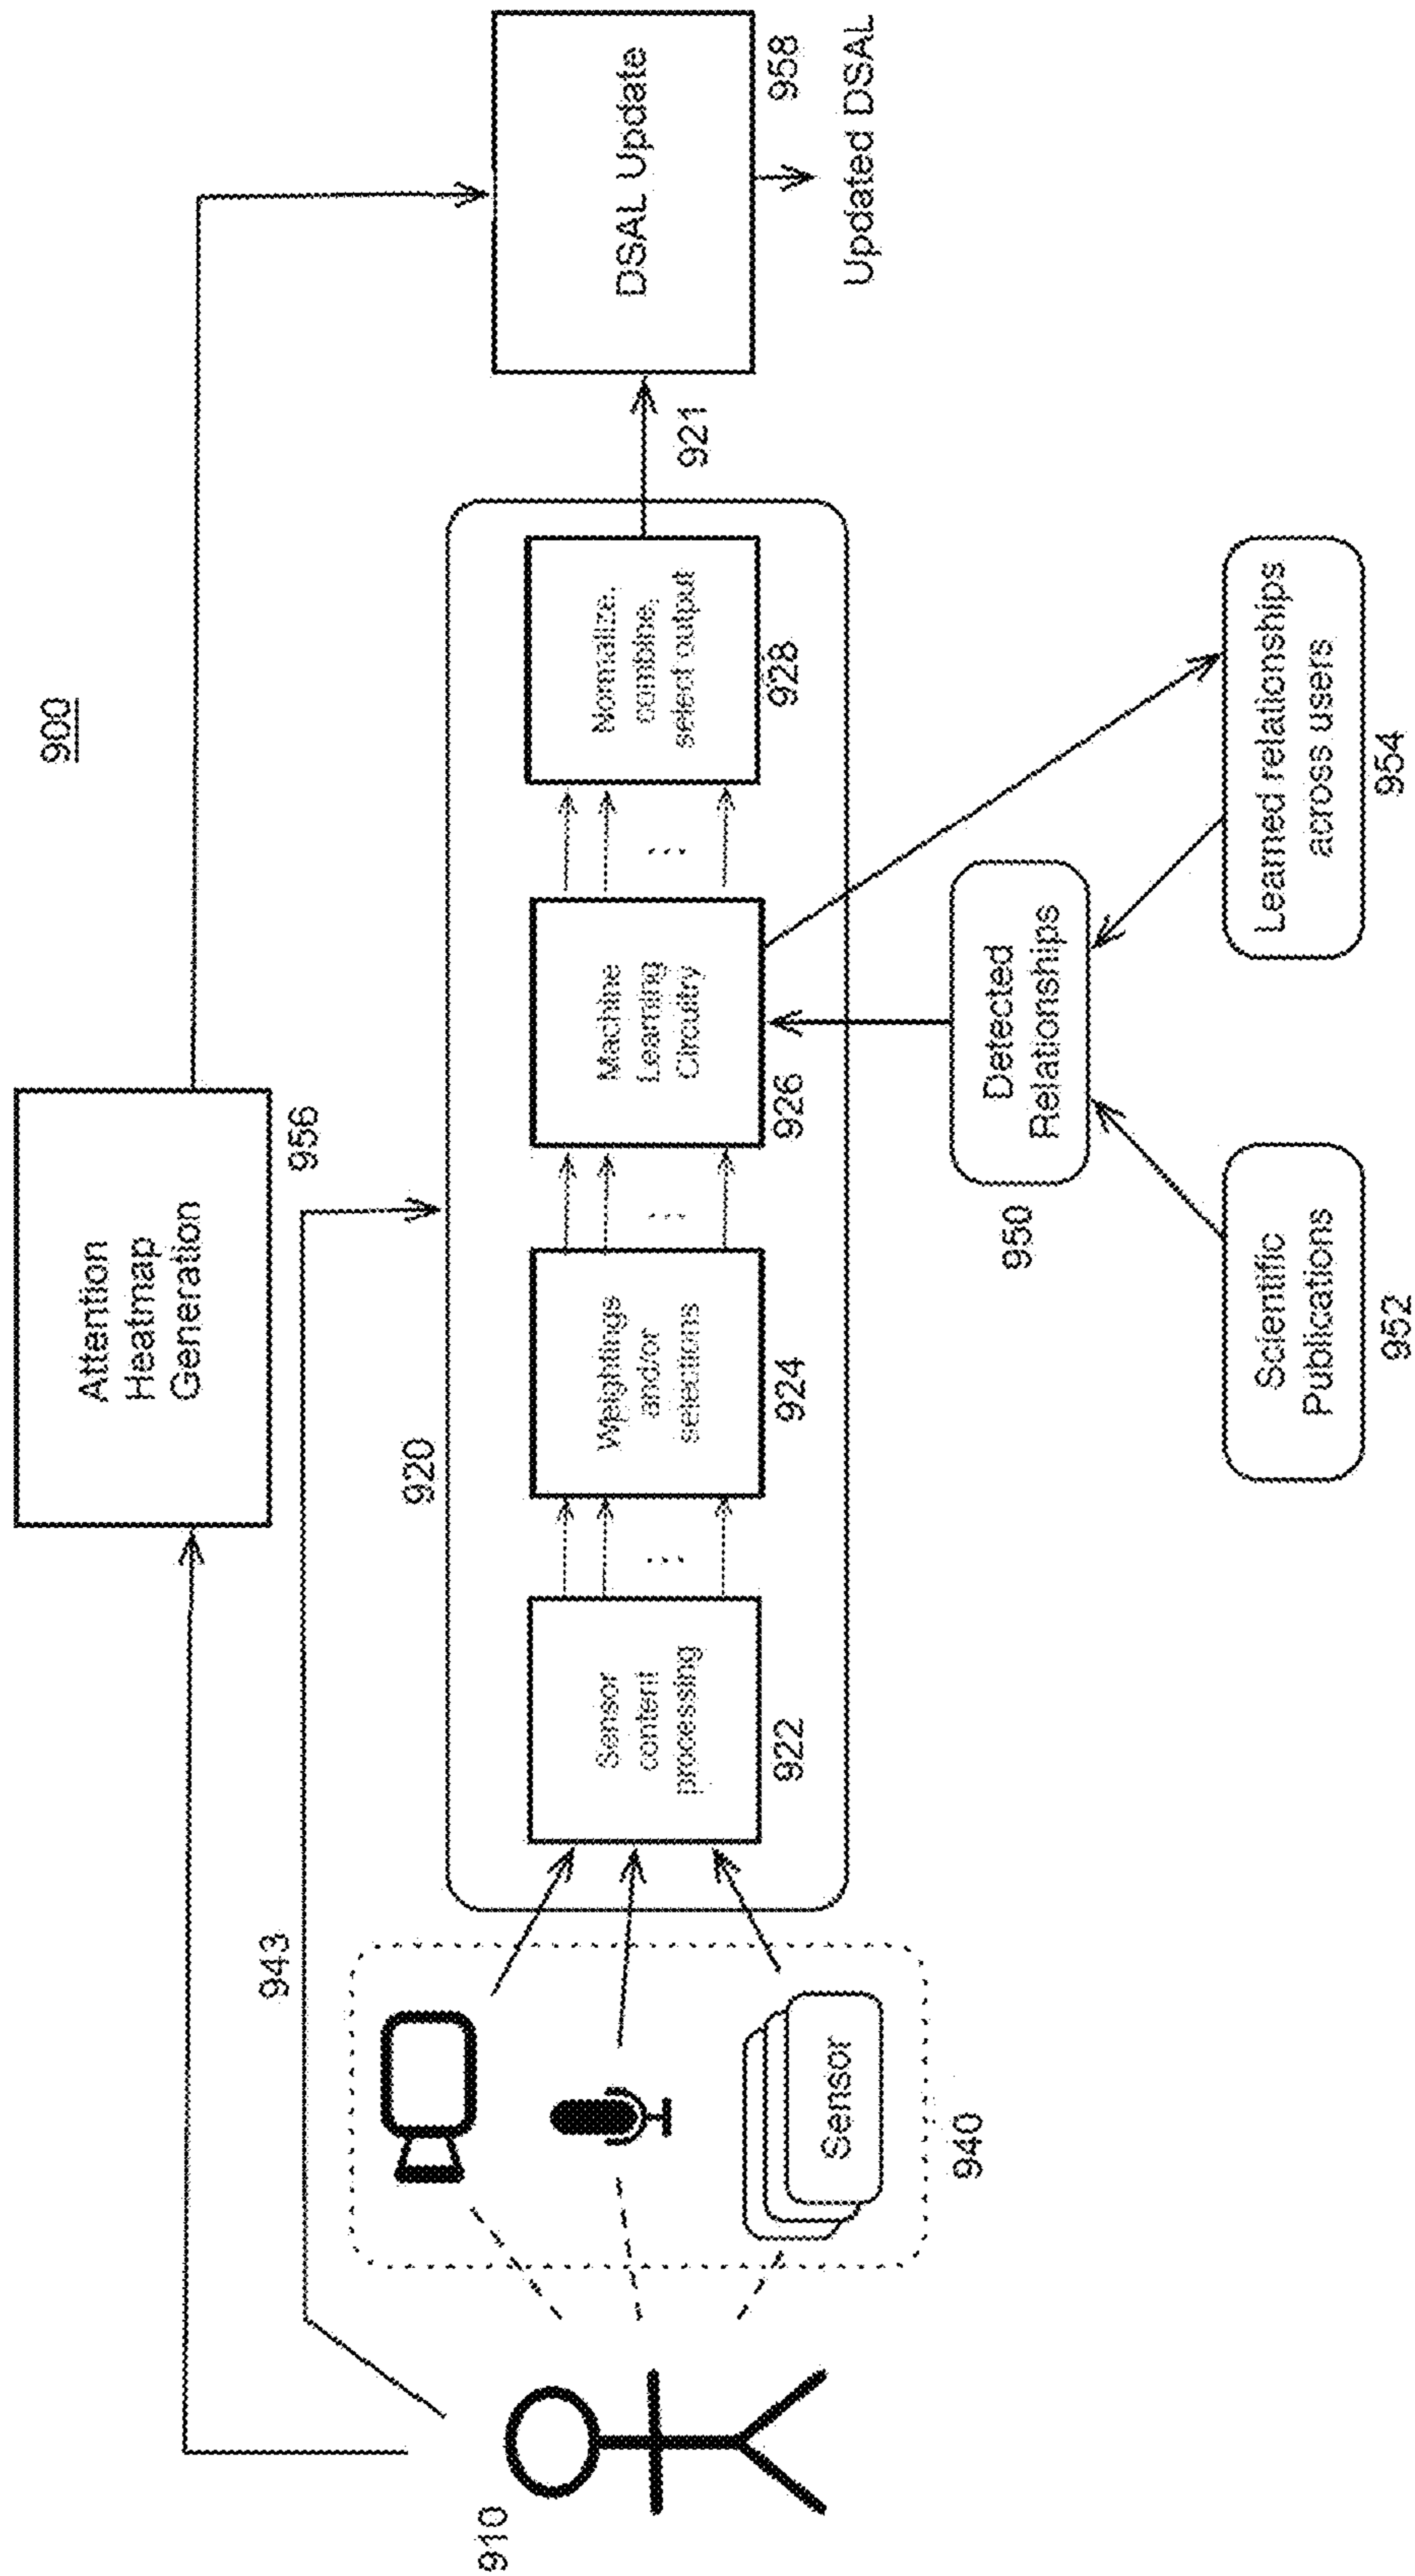 900
Attention
Heatmap
Generation
956
943
920
DSAL Update
958
Updated DSAL
921
910
940
Sensor
Sensor
content
processing
922
Weightings
and/or
selections
924
Machine
Learning
Circuitry
926
Normalize,
combine,
select output
928
Detected
Relationships
950
Scientific
Publications
952
Learned relationships
across users
954